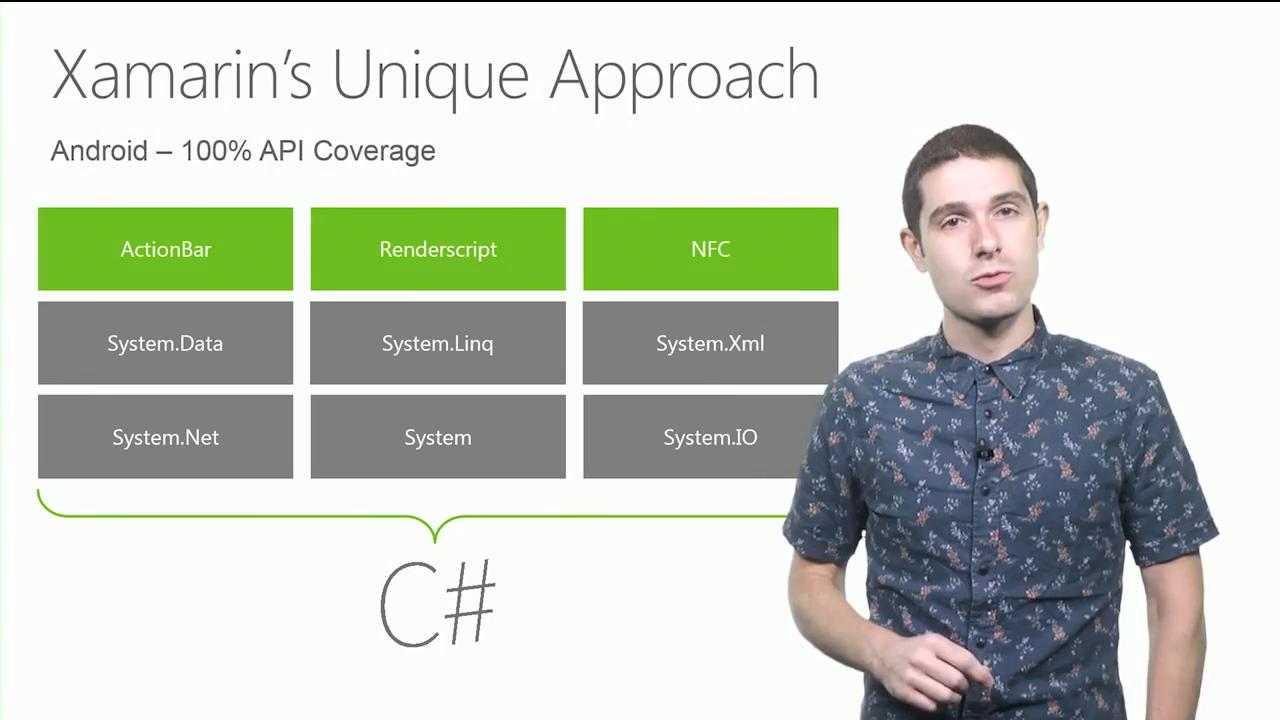 Xamarin’s Unique Approach
Android – 100% API Coverage
ActionBar
Renderscript
NFC
System.Data
System.Linq
System.Xml
System.Net
System
System.IO
C#